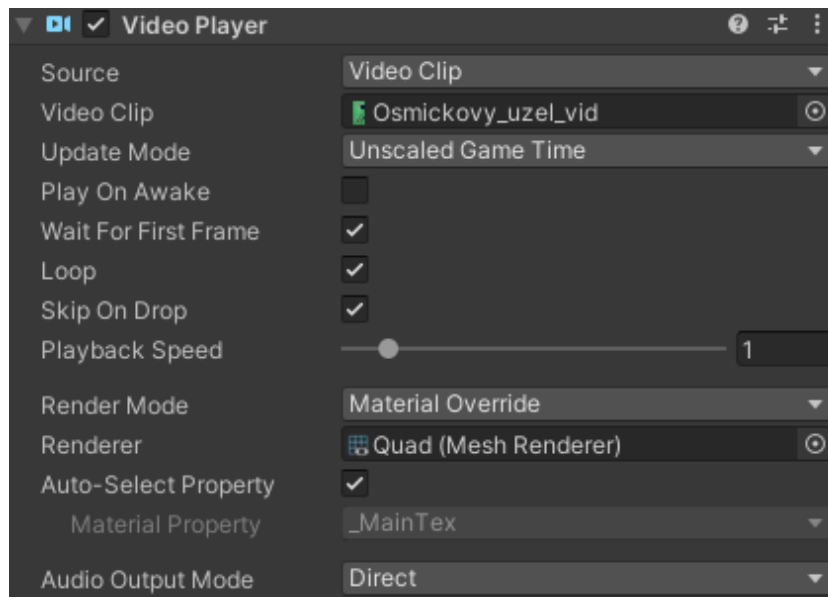 Video Player
Source Video Clip
Video Clip Osmickovy_uzel_vid
Update Mode Unscaled Game Time
Play On Awake
Wait For First Frame
Loop
Skip On Drop
Playback Speed 1
Render Mode Material Override
Renderer Quad (Mesh Renderer)
Auto-Select Property
Material Property _MainTex
Audio Output Mode Direct